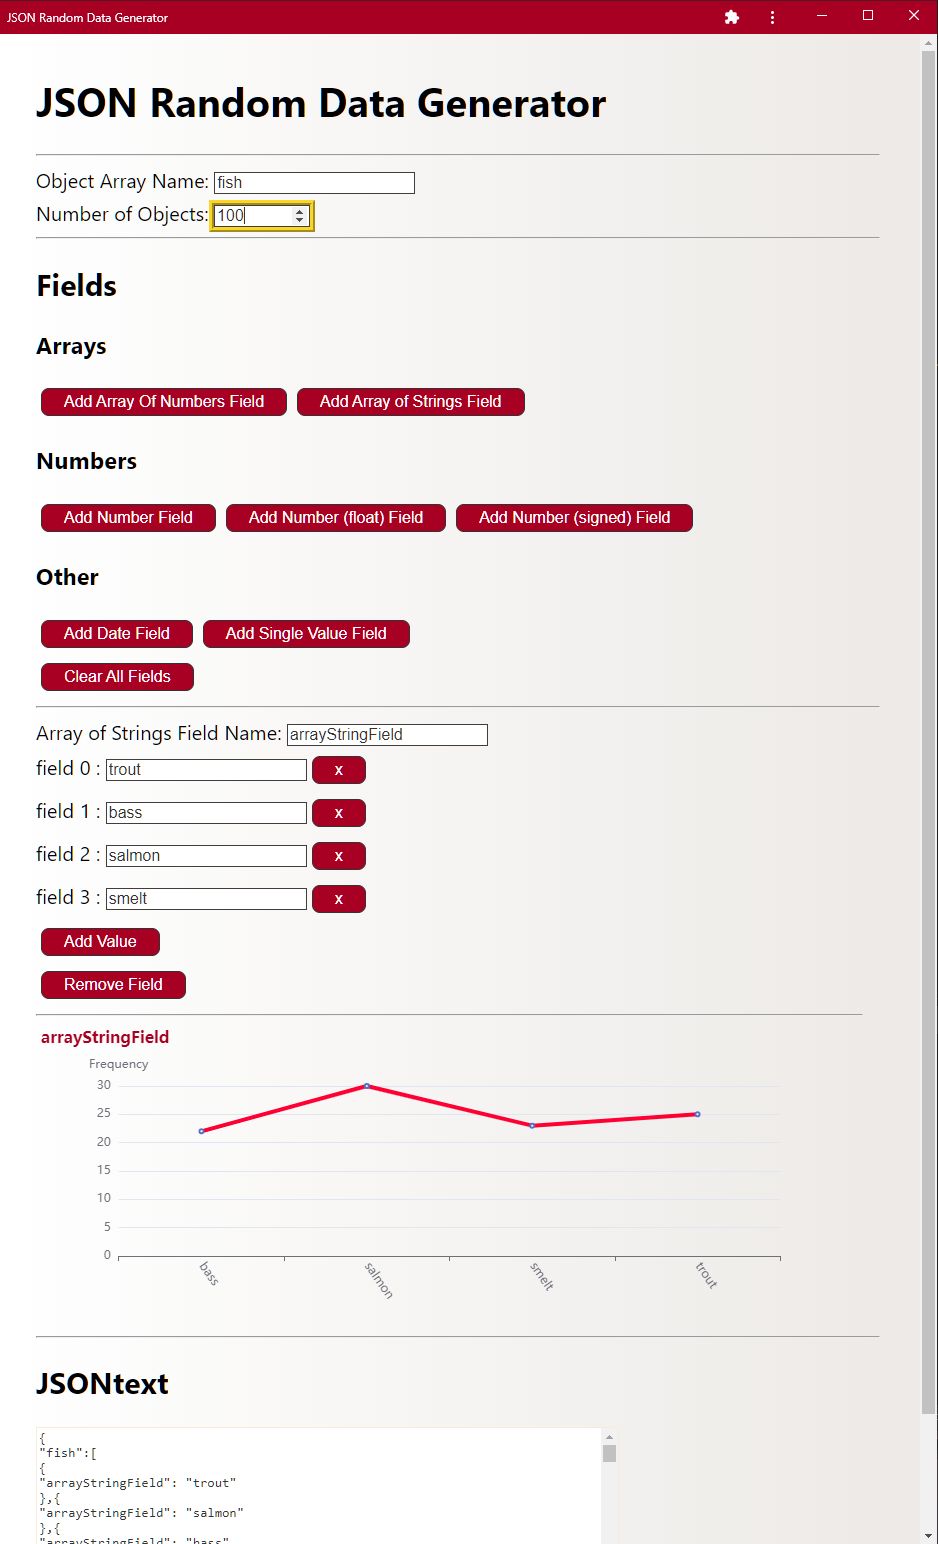 JSON Random Data Generator
JSON Random Data Generator
Object Array Name: fish
Number of Objects: 100
Fields
Arrays
Add Array Of Numbers Field Add Array of Strings Field
Numbers
Add Number Field Add Number (float) Field Add Number (signed) Field
Other
Add Date Field Add Single Value Field
Clear All Fields
Array of Strings Field Name: arrayStringField
field 0 : trout x
field 1 : bass x
field 2 : salmon x
field 3 : smelt x
Add Value
Remove Field
arrayStringField
Frequency
30
25
20
15
10
5
0
bass salmon smelt trout
JSONtext
{
"fish":[
{
"arrayStringField": "trout"
},{
"arrayStringField": "salmon"
},{
"arrayStringField": "bass"